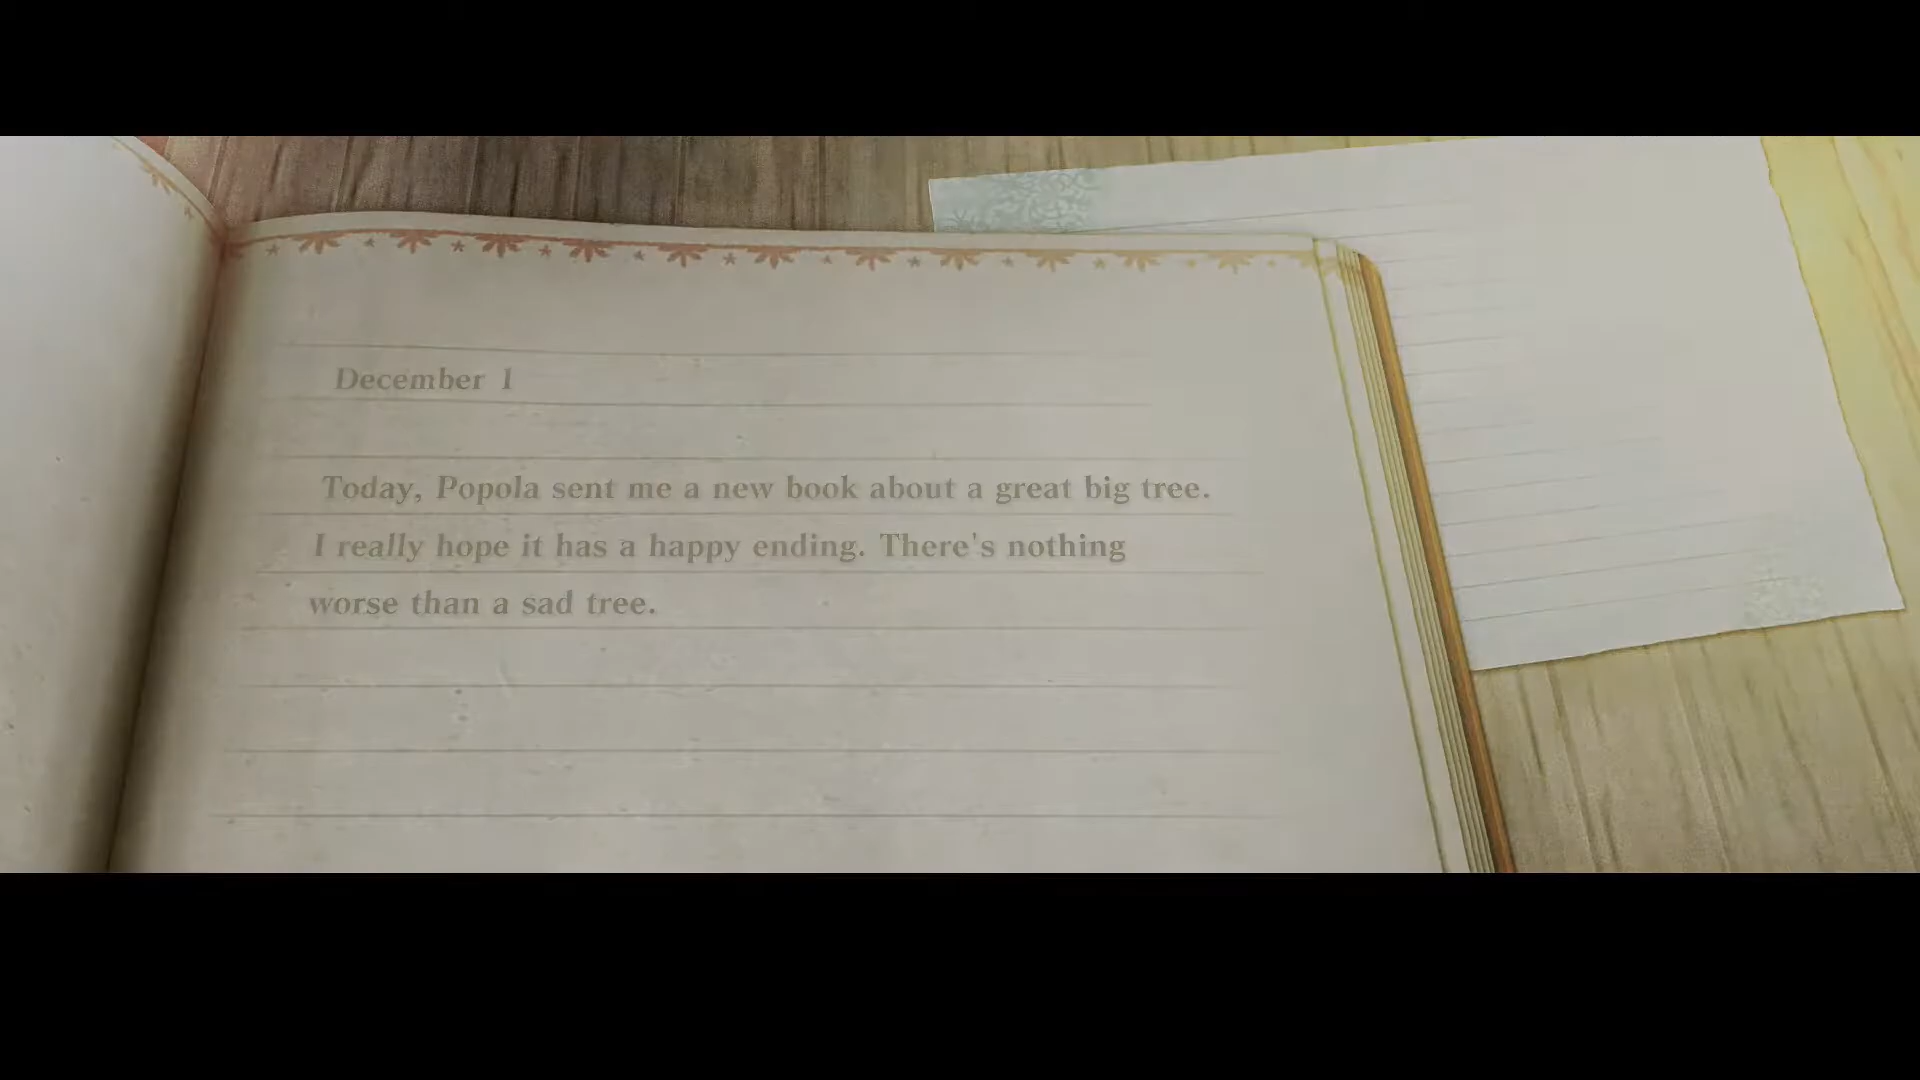 December 1
Today, Popola sent me a new book about a great big tree.
I really hope it has a happy ending. There's nothing
worse than a sad tree.